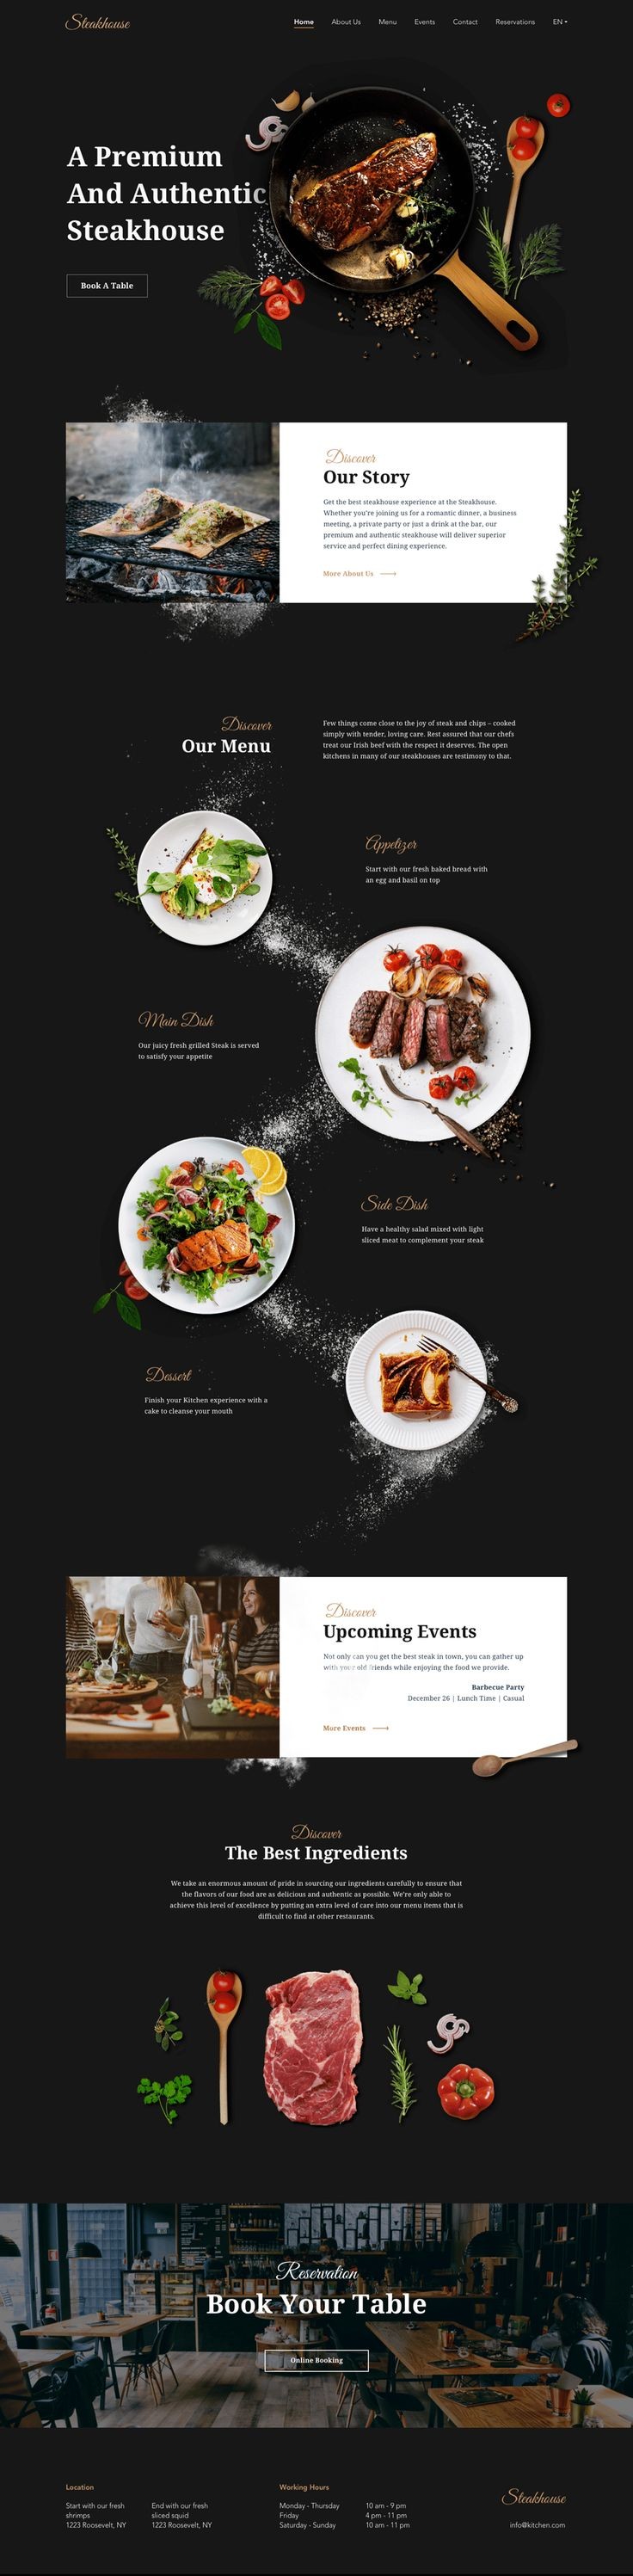 Steakhouse
Home About Us Menu Events Contact Reservations EN
A Premium
And Authentic
Steakhouse
Book A Table
Discover
Our Story
Get the best steakhouse experience at the Steakhouse.
Whether you're joining us for a romantic dinner, a business
meeting, a private party or just a drink at the bar, our
premium and authentic steakhouse will deliver superior
service and perfect dining experience.
More About Us
Discover
Our Menu
Few things come close to the joy of steak and chips – cooked
simply with tender, loving care. Rest assured that our chefs
treat our Irish beef with the respect it deserves. The open
kitchens in many of our steakhouses are testimony to that.
Appetizer
Start with our fresh baked bread with
an egg and basil on top
Main Dish
Our juicy fresh grilled Steak is served
to satisfy your appetite
Side Dish
Have a healthy salad mixed with light
sliced meat to complement your steak
Dessert
Finish your Kitchen experience with a
cake to cleanse your mouth
Discover
Upcoming Events
Not only can you get the best steak in town, you can gather up
with your old friends while enjoying the food we provide.
Barbecue Party
December 26 | Lunch Time | Casual
More Events
Discover
The Best Ingredients
We take an enormous amount of pride in sourcing our ingredients carefully to ensure that
the flavors of our food are as delicious and authentic as possible. We're only able to
achieve this level of excellence by putting an extra level of care into our menu items that is
difficult to find at other restaurants.
Reservation
Book Your Table
Online Booking
Location
Start with our fresh
shrimps
1223 Roosevelt, NY
End with our fresh
sliced squid
1223 Roosevelt, NY
Working Hours
Monday - Thursday 10 am - 9 pm
Friday 4 pm - 11 pm
Saturday - Sunday 10 am - 11 pm
Steakhouse
info@kitchen.com